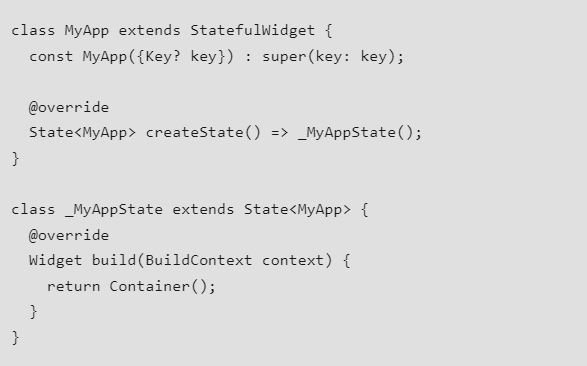 class MyApp extends StatefulWidget {
  const MyApp({Key? key}) : super(key: key);

  @override
  State<MyApp> createState() => _MyAppState();
}

class _MyAppState extends State<MyApp> {
  @override
  Widget build(BuildContext context) {
    return Container();
  }
}